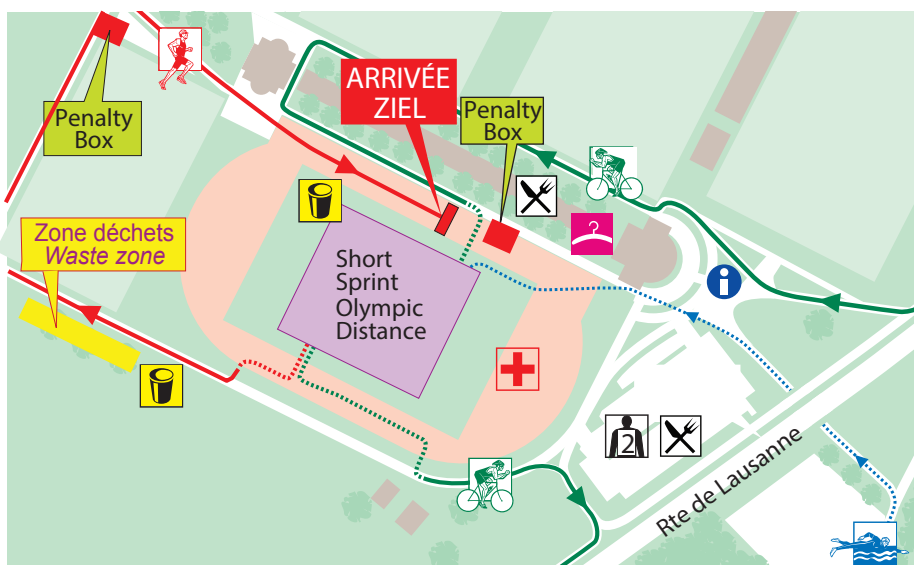 ARRIVÉE
ZIEL
Penalty
Box
Penalty
Box
Zone déchets
Waste zone
Short
Sprint
Olympic
Distance
i
2
Rte de Lausanne